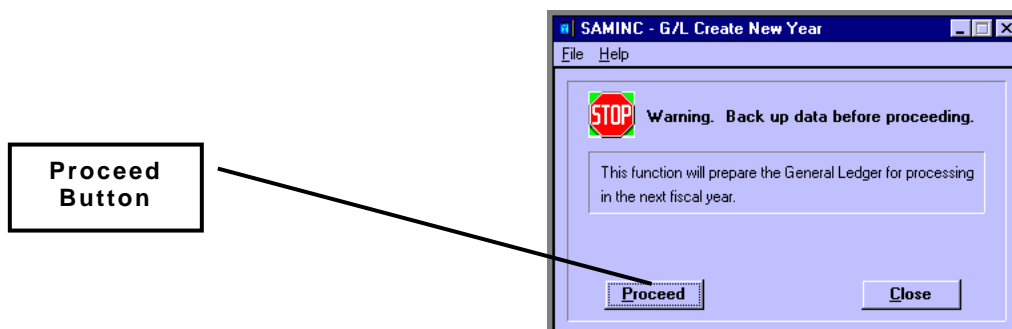 SAMINC - G/L Create New Year
File Help
STOP
Warning. Back up data before proceeding.
This function will prepare the General Ledger for processing
in the next fiscal year.
Proceed
Button
Proceed Close